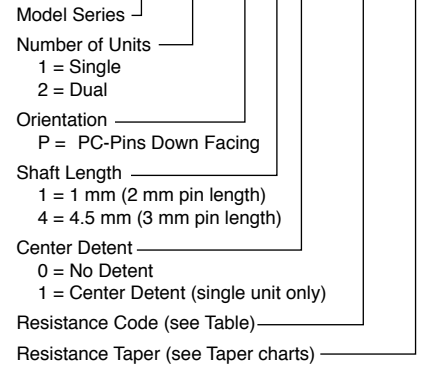 Model Series
Number of Units
1 = Single
2 = Dual
Orientation
P = PC-Pins Down Facing
Shaft Length
1 = 1 mm (2 mm pin length)
4 = 4.5 mm (3 mm pin length)
Center Detent
0 = No Detent
1 = Center Detent (single unit only)
Resistance Code (see Table)
Resistance Taper (see Taper charts)